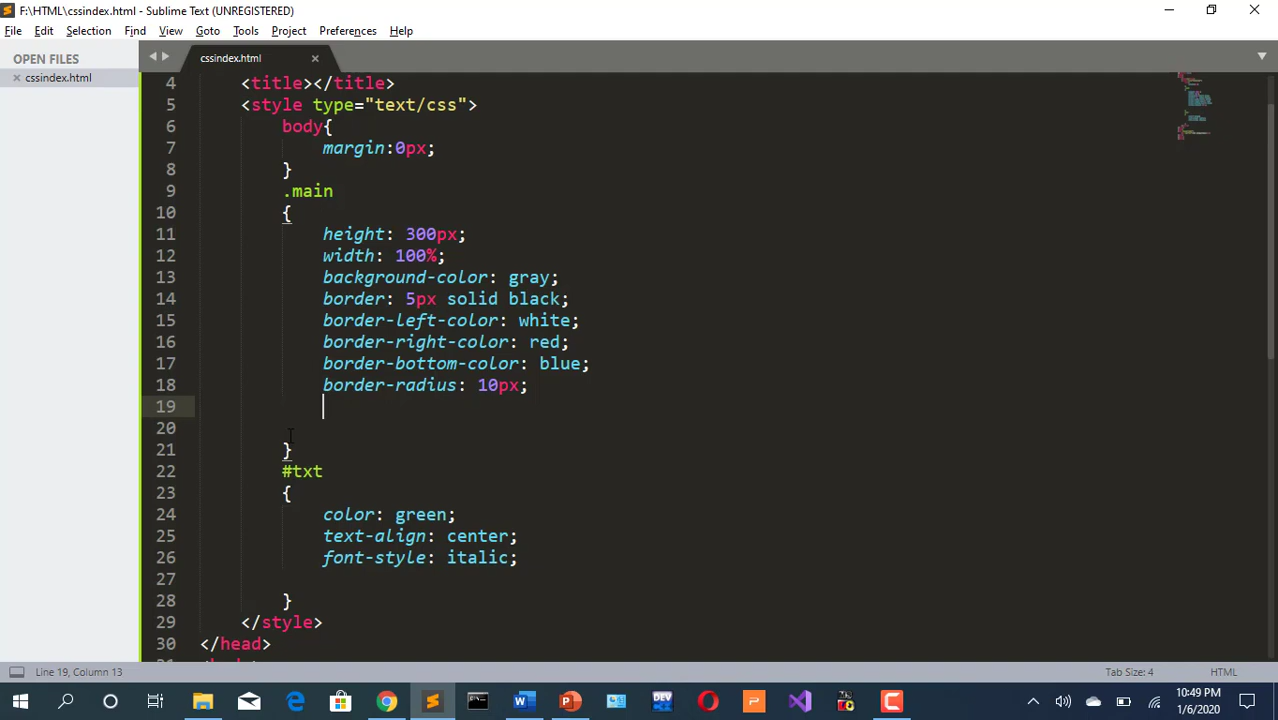 F:\HTML\cssindex.html - Sublime Text (UNREGISTERED)
File Edit Selection Find View Goto Tools Project Preferences Help
OPEN FILES
cssindex.html
cssindex.html
4 <title></title>
5 <style type="text/css">
6 body{
7 margin:0px;
8 }
9 .main
10 {
11 height: 300px;
12 width: 100%;
13 background-color: gray;
14 border: 5px solid black;
15 border-left-color: white;
16 border-right-color: red;
17 border-bottom-color: blue;
18 border-radius: 10px;
19
20
21 }
22 #txt
23 {
24 color: green;
25 text-align: center;
26 font-style: italic;
27
28 }
29 </style>
30 </head>
Line 19, Column 13
Tab Size: 4
HTML
10:49 PM
1/6/2020